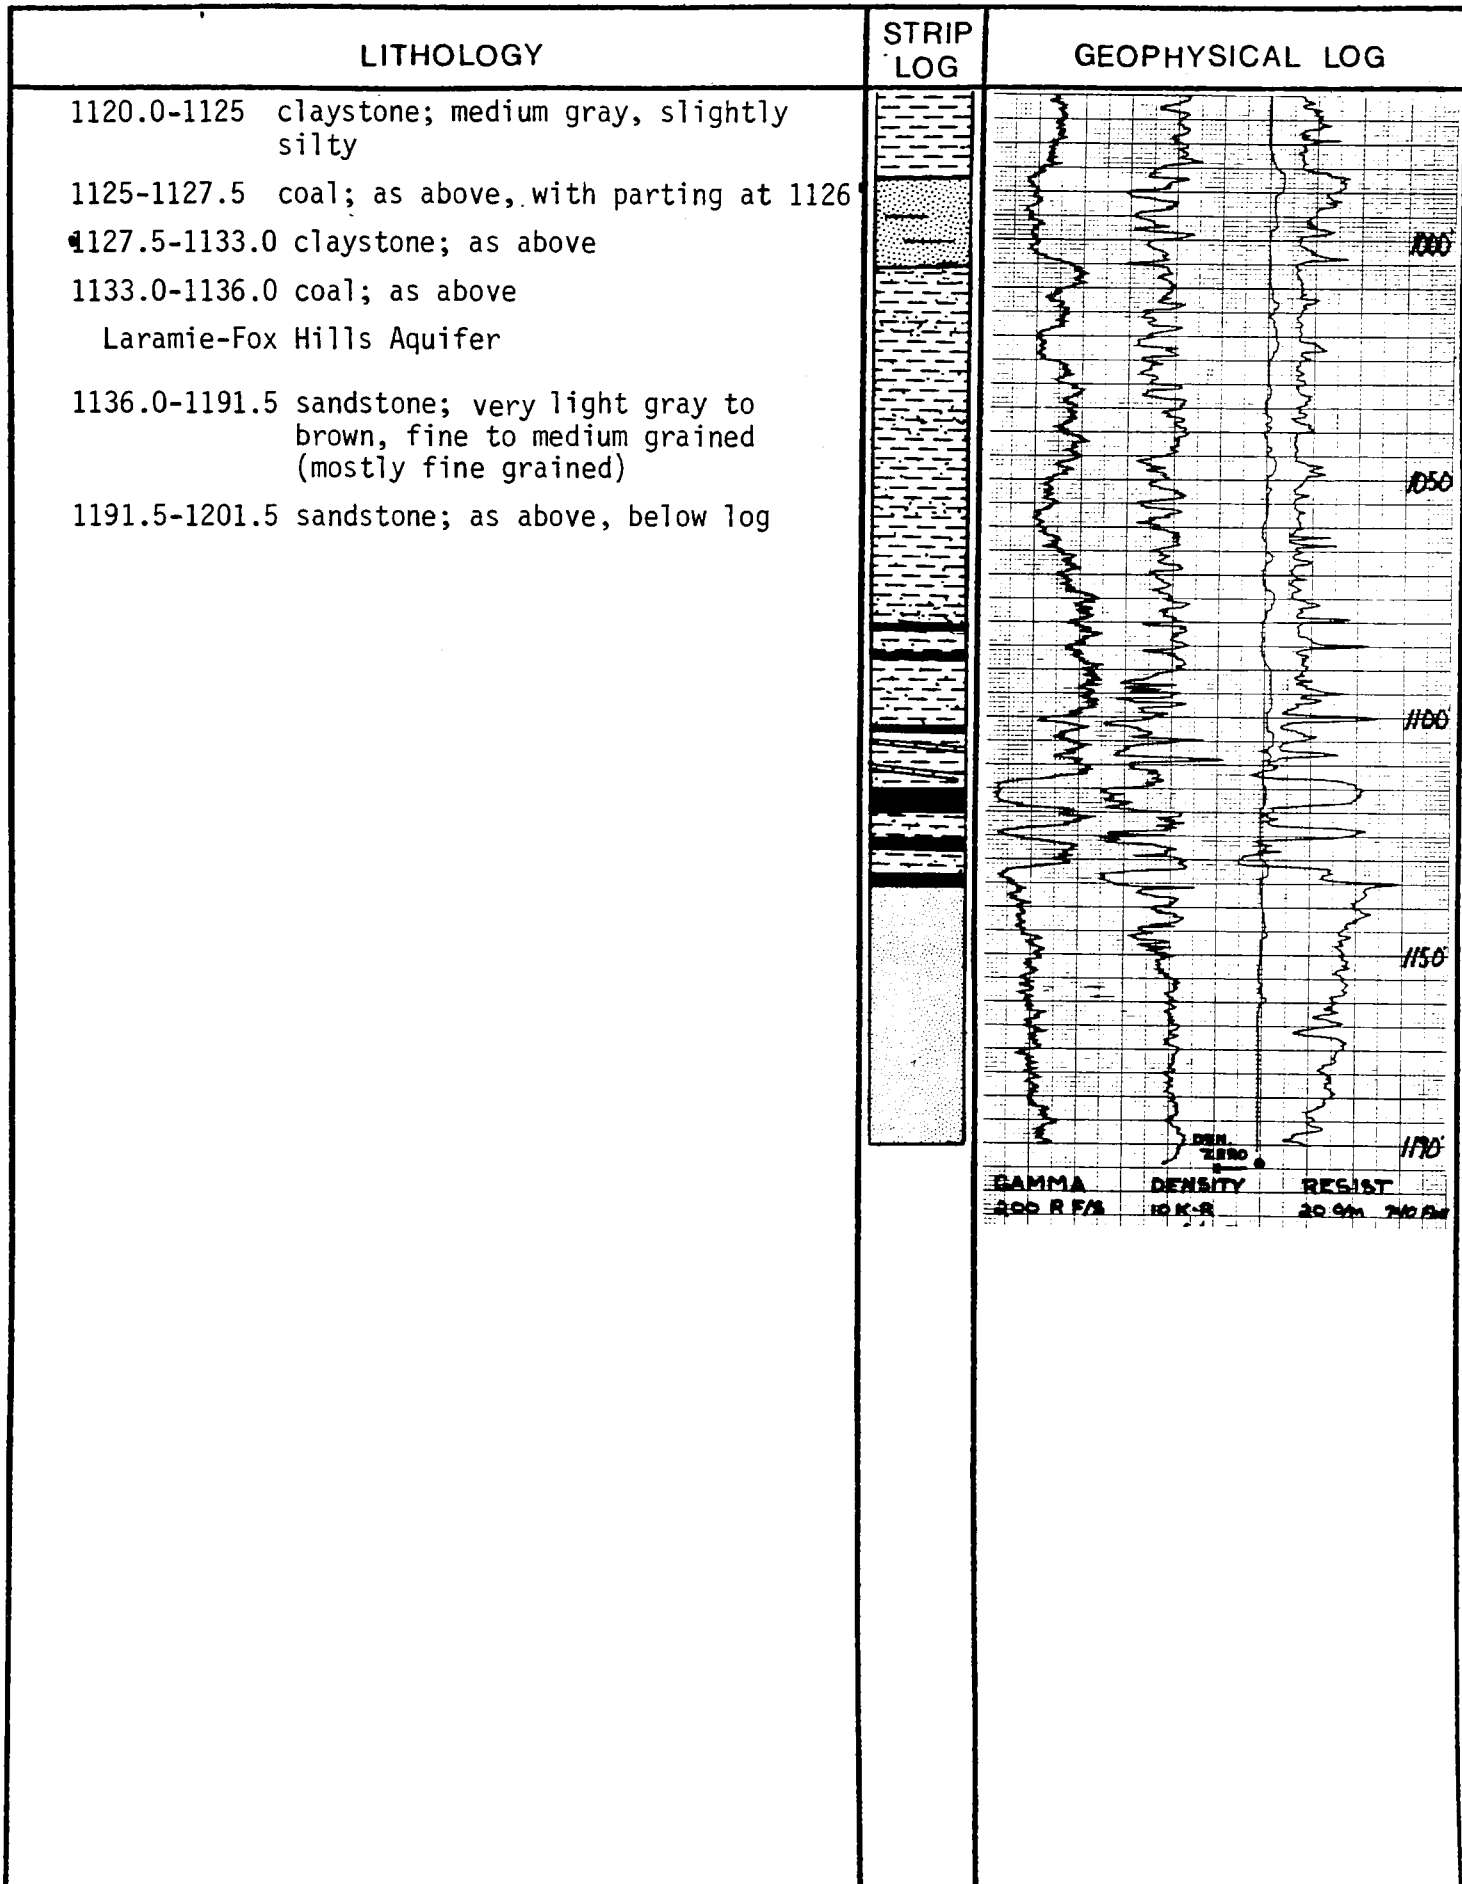 LITHOLOGY
STRIP
LOG
GEOPHYSICAL LOG
1120.0-1125 claystone; medium gray, slightly
silty
1125-1127.5 coal; as above, with parting at 1126'
1127.5-1133.0 claystone; as above
1133.0-1136.0 coal; as above
Laramie-Fox Hills Aquifer
1136.0-1191.5 sandstone; very light gray to
brown, fine to medium grained
(mostly fine grained)
1191.5-1201.5 sandstone; as above, below log
1000'
1050
1100'
1150'
1190'
DEN.
ZERO
GAMMA DENSITY RESIST
200 R F/S 10 K-R 20